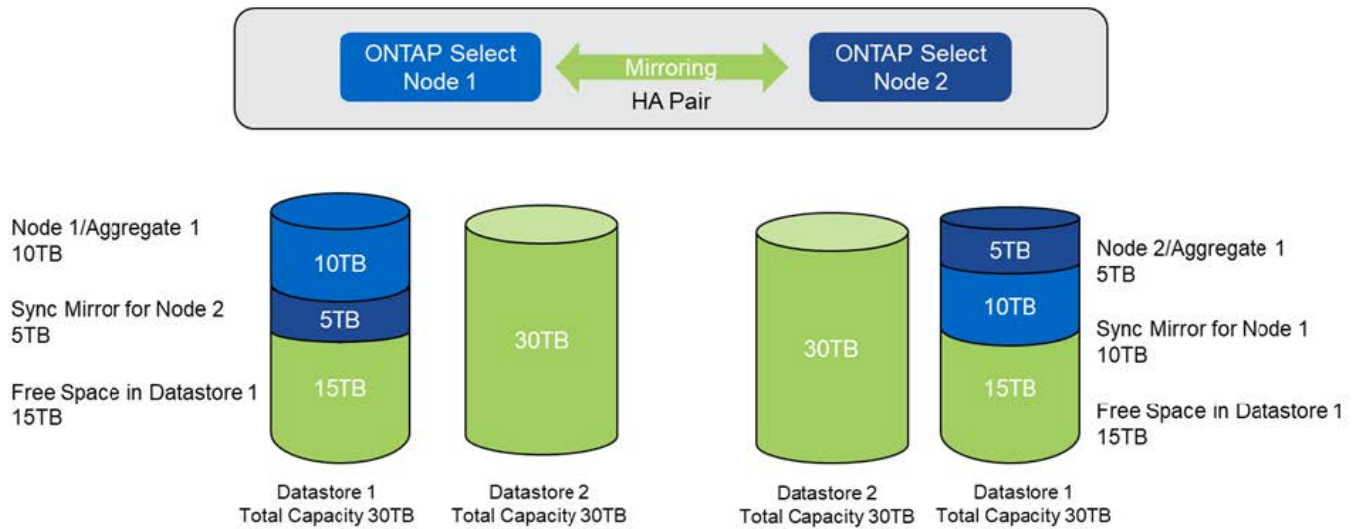 ONTAP Select
Node 1
Mirroring
HA Pair
ONTAP Select
Node 2
Node 1/Aggregate 1
10TB
Sync Mirror for Node 2
5TB
Free Space in Datastore 1
15TB
10TB
5TB
15TB
30TB
30TB
5TB
10TB
15TB
Node 2/Aggregate 1
5TB
Sync Mirror for Node 1
10TB
Free Space in Datastore 1
15TB
Datastore 1
Total Capacity 30TB
Datastore 2
Total Capacity 30TB
Datastore 2
Total Capacity 30TB
Datastore 1
Total Capacity 30TB